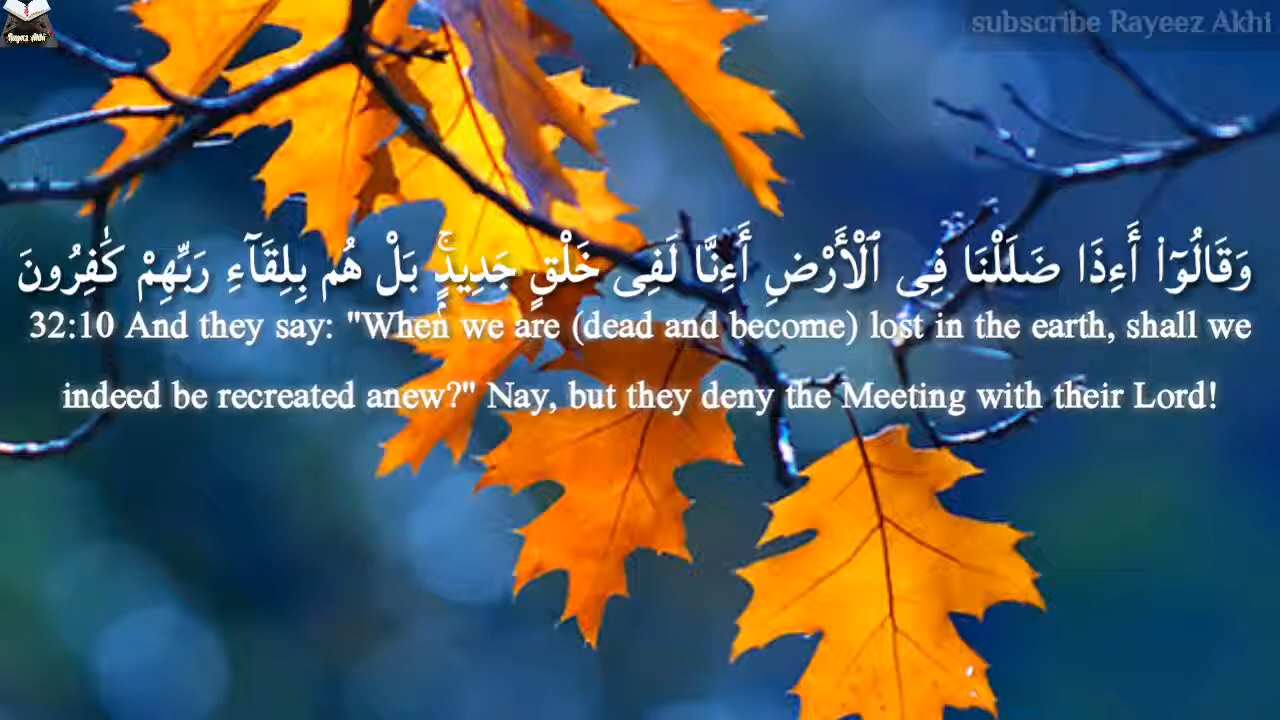 Rayeez Akhi
subscribe Rayeez Akhi
وَقَالُوٓا۟ أَءِذَا ضَلَلْنَا فِى ٱلْأَرْضِ أَءِنَّا لَفِى خَلْقٍ جَدِيدٍۭ ۚ بَلْ هُم بِلِقَآءِ رَبِّهِمْ كَٰفِرُونَ
32:10 And they say: "When we are (dead and become) lost in the earth, shall we
indeed be recreated anew?" Nay, but they deny the Meeting with their Lord!